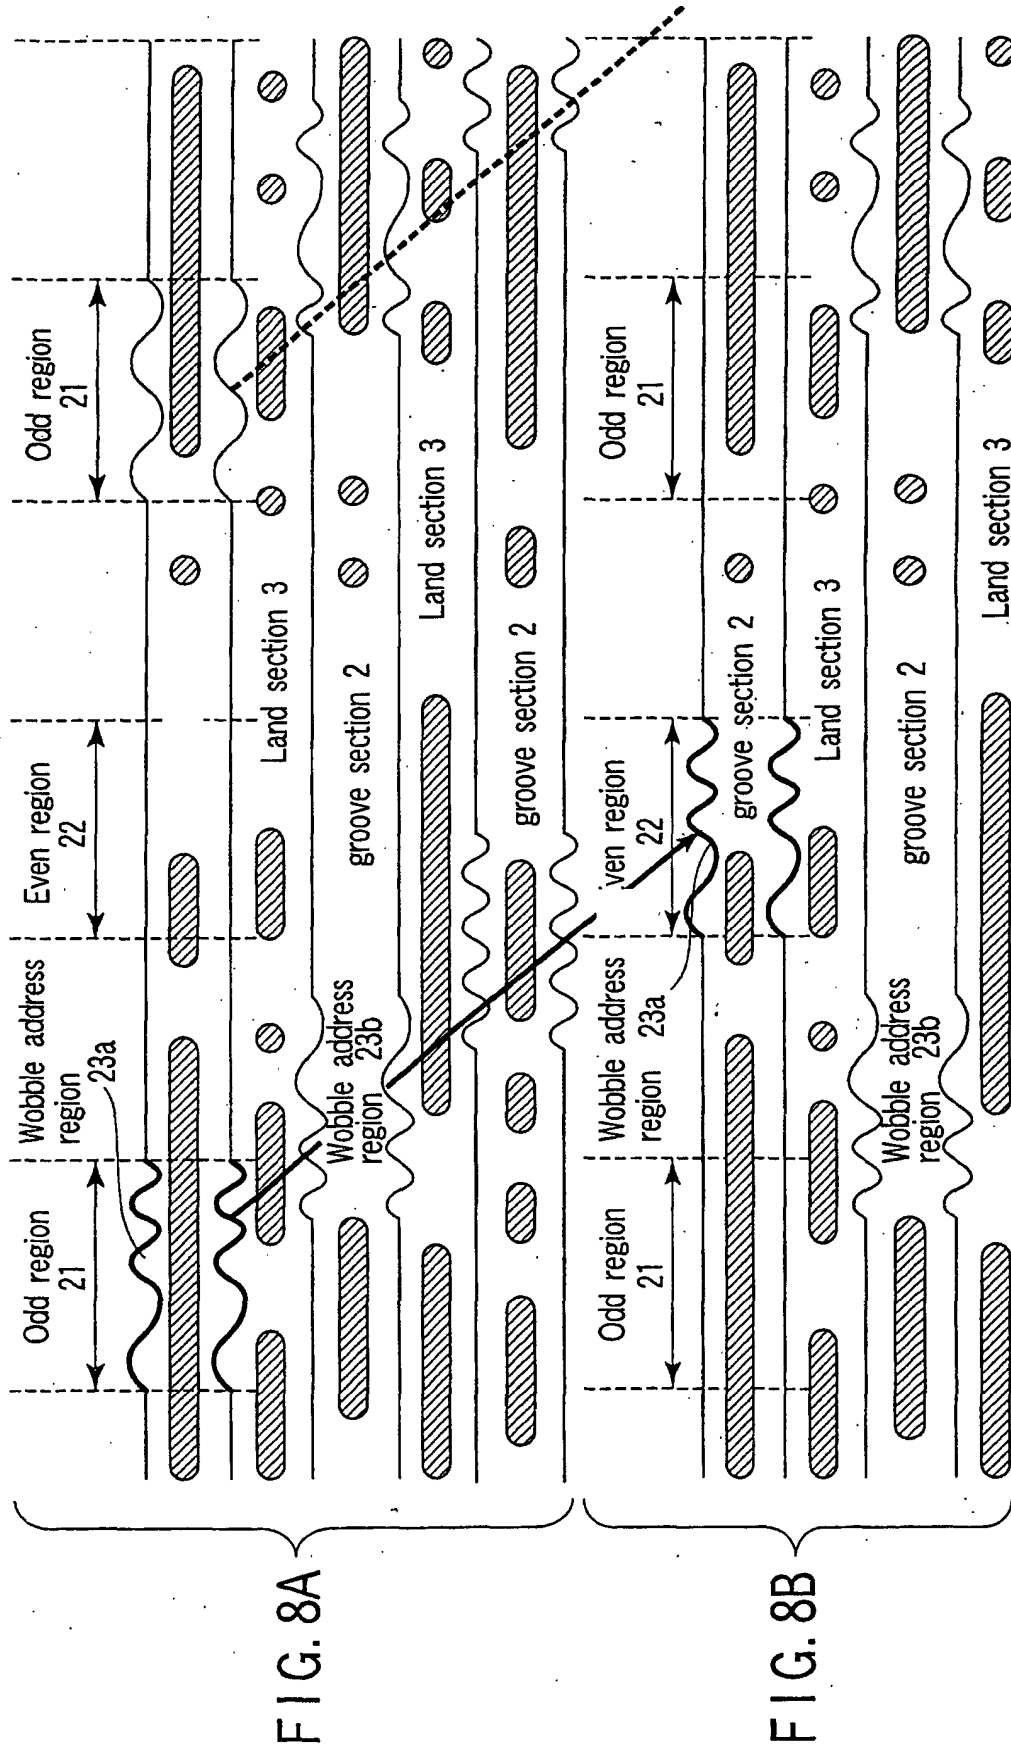 FIG. 8A
Odd region
21
Wobble address
region
23a
Even region
22
Odd region
21
Land section 3
Wobble address
region
23b
groove section 2
Land section 3
groove section 2
FIG. 8B
Odd region
21
Wobble address
region
23a
ven region
22
Odd region
21
groove section 2
Land section 3
Wobble address
region
23b
groove section 2
Land section 3